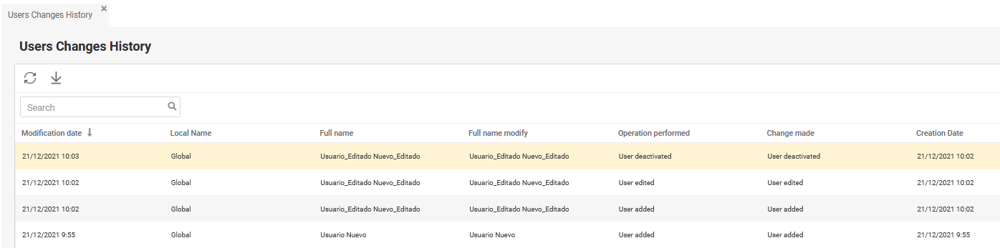 Users Changes History
Users Changes History
Search
Modification date Local Name Full name Full name modify Operation performed Change made Creation Date
21/12/2021 10:03 Global Usuario_Editado Nuevo_Editado Usuario_Editado Nuevo_Editado User deactivated User deactivated 21/12/2021 10:02
21/12/2021 10:02 Global Usuario_Editado Nuevo_Editado Usuario_Editado Nuevo_Editado User edited User edited 21/12/2021 10:02
21/12/2021 10:02 Global Usuario_Editado Nuevo_Editado Usuario_Editado Nuevo_Editado User added User added 21/12/2021 10:02
21/12/2021 9:55 Global Usuario Nuevo Usuario Nuevo User added User added 21/12/2021 9:55